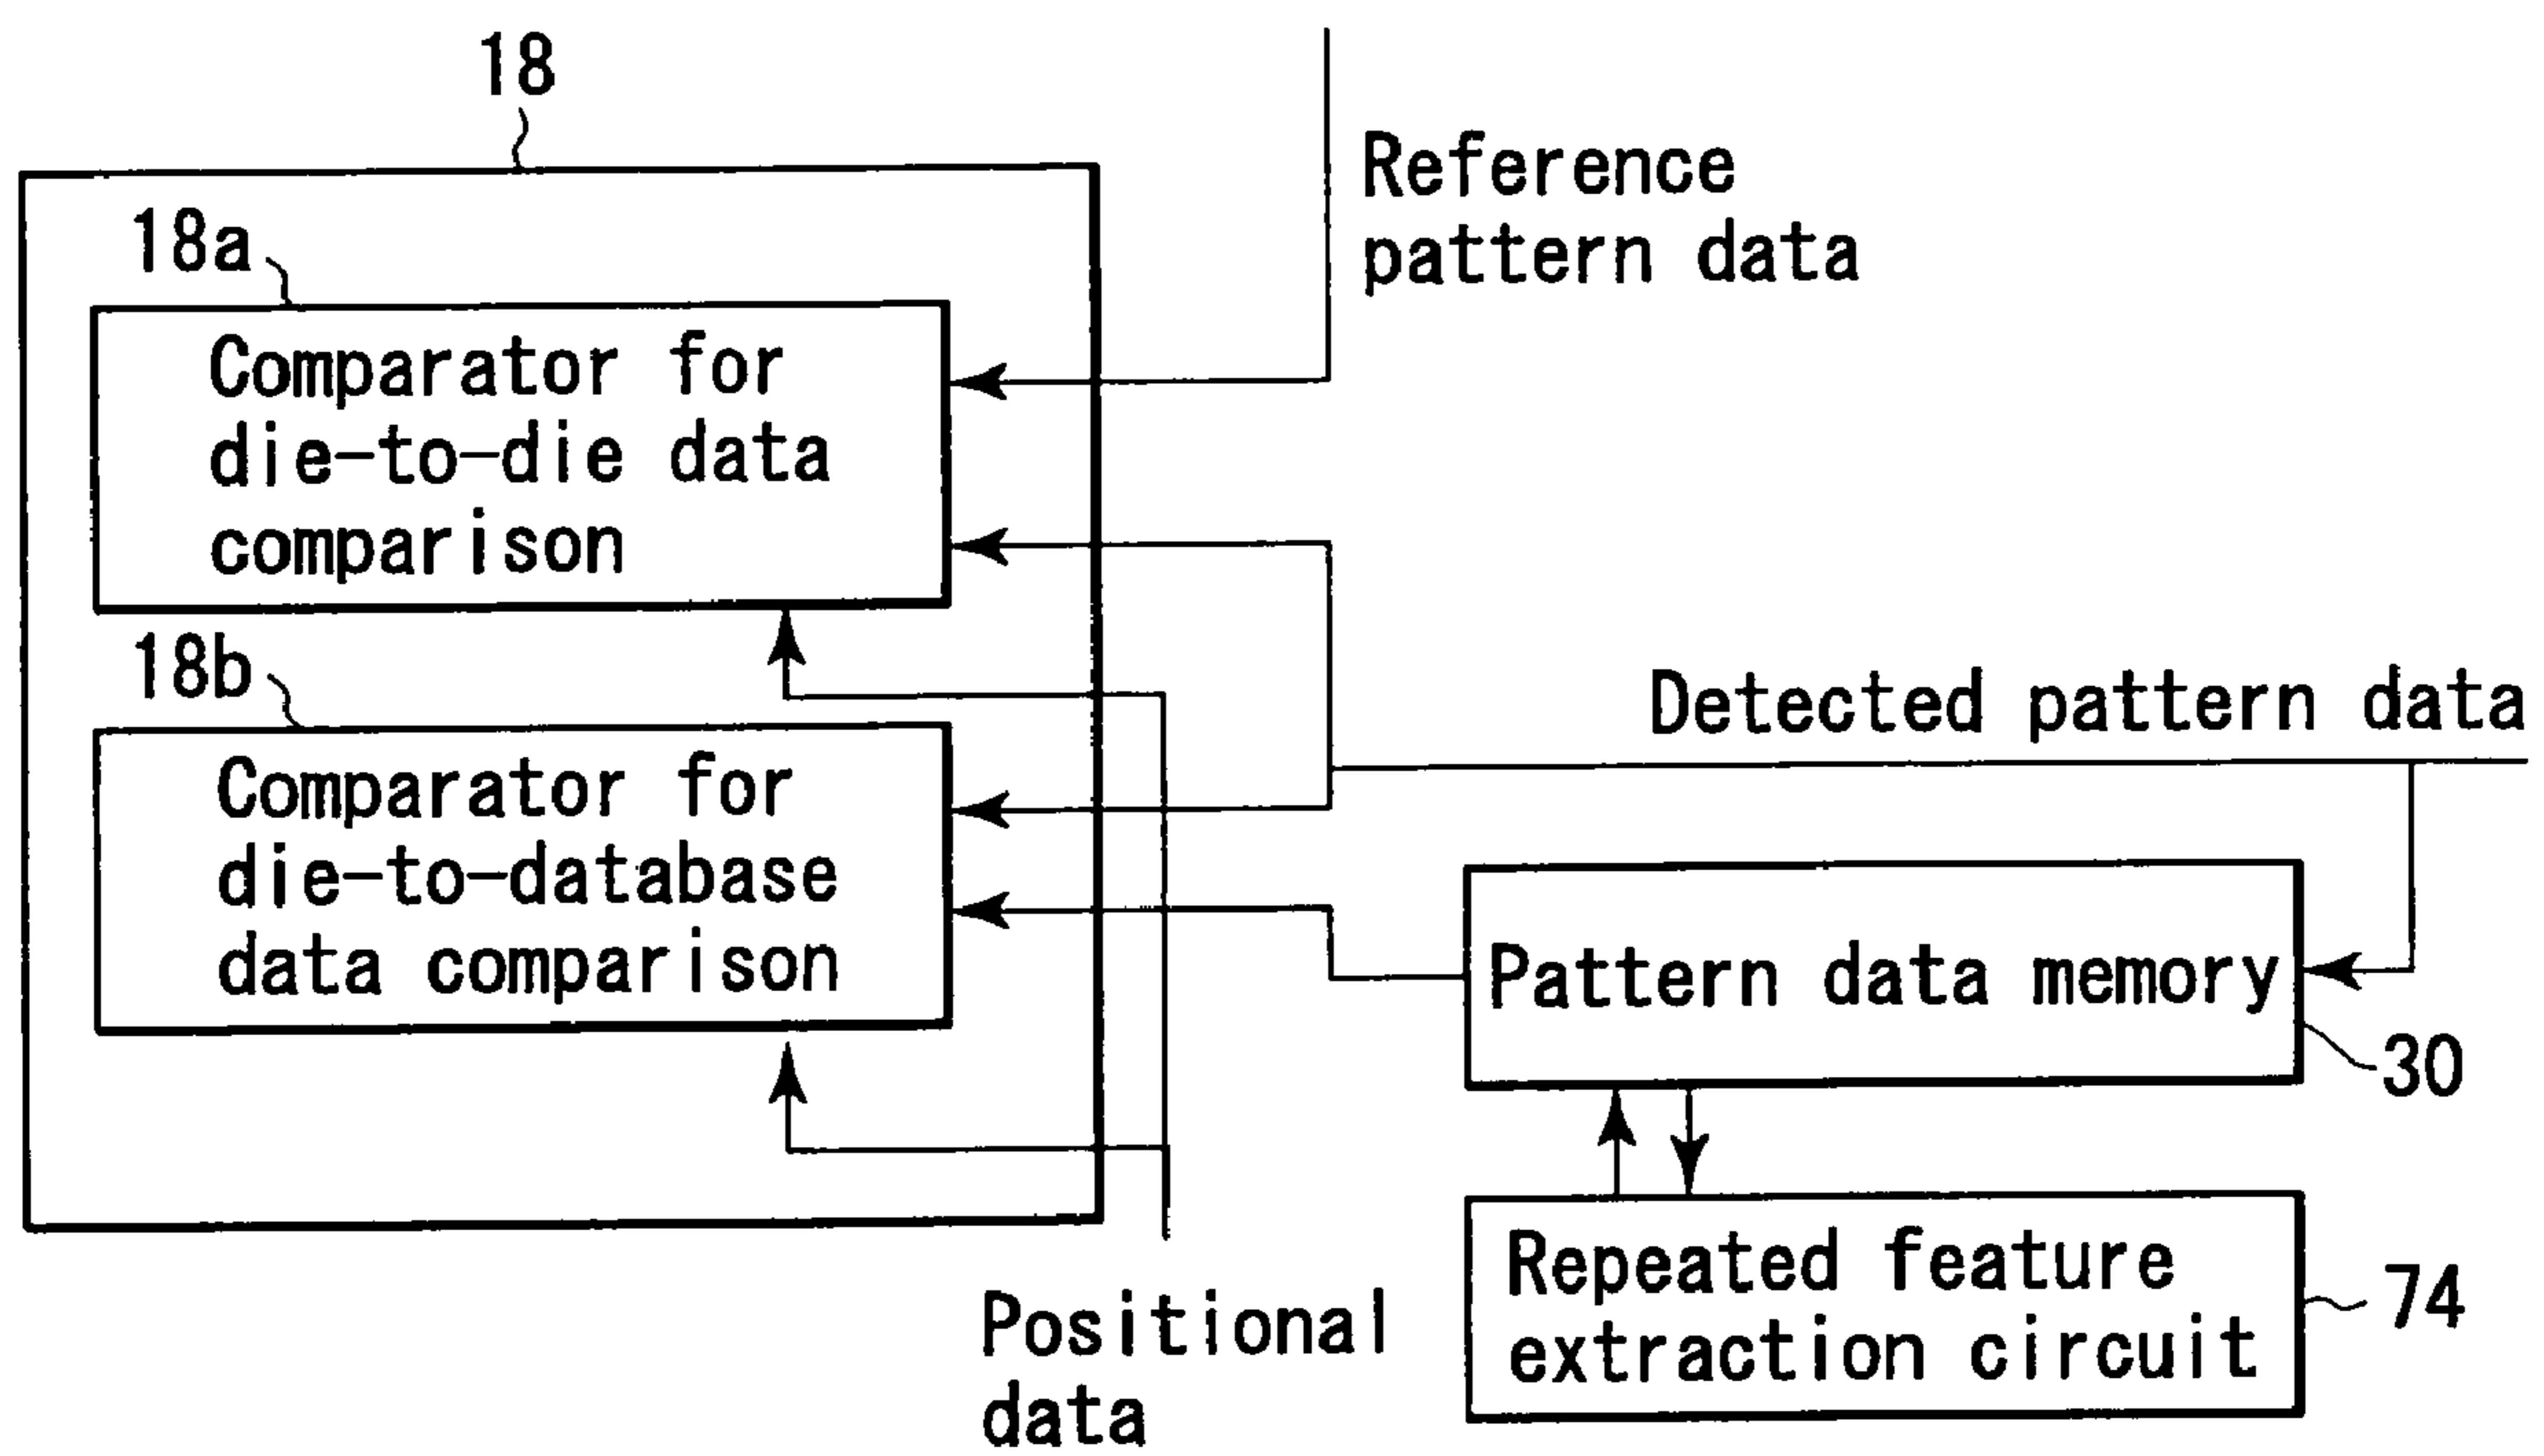 18
Reference
pattern data
18a
Comparator for
die-to-die data
comparison
18b
Detected pattern data
Comparator for
die-to-database
data comparison
Pattern data memory
30
Repeated feature
extraction circuit
74
Positional
data